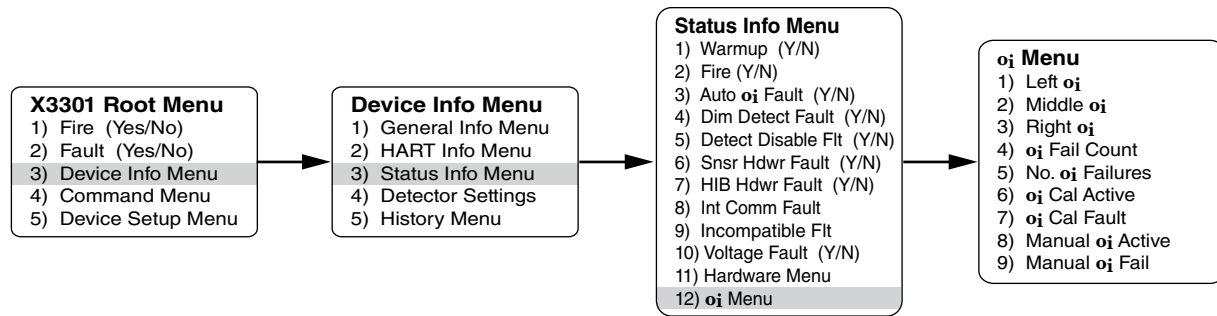 X3301 Root Menu
1) Fire (Yes/No)
2) Fault (Yes/No)
3) Device Info Menu
4) Command Menu
5) Device Setup Menu
Device Info Menu
1) General Info Menu
2) HART Info Menu
3) Status Info Menu
4) Detector Settings
5) History Menu
Status Info Menu
1) Warmup (Y/N)
2) Fire (Y/N)
3) Auto oi Fault (Y/N)
4) Dim Detect Fault (Y/N)
5) Detect Disable Flt (Y/N)
6) Snsr Hdwr Fault (Y/N)
7) HIB Hdwr Fault (Y/N)
8) Int Comm Fault
9) Incompatible Flt
10) Voltage Fault (Y/N)
11) Hardware Menu
12) oi Menu
oi Menu
1) Left oi
2) Middle oi
3) Right oi
4) oi Fail Count
5) No. oi Failures
6) oi Cal Active
7) oi Cal Fault
8) Manual oi Active
9) Manual oi Fail